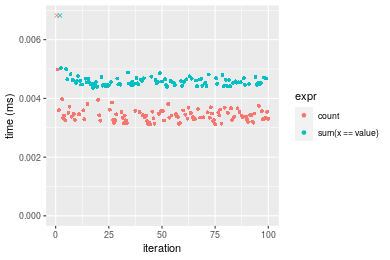 0.006
0.004
0.002
0.000
time (ms)
0
25
50
75
100
iteration
expr
count
sum(x == value)